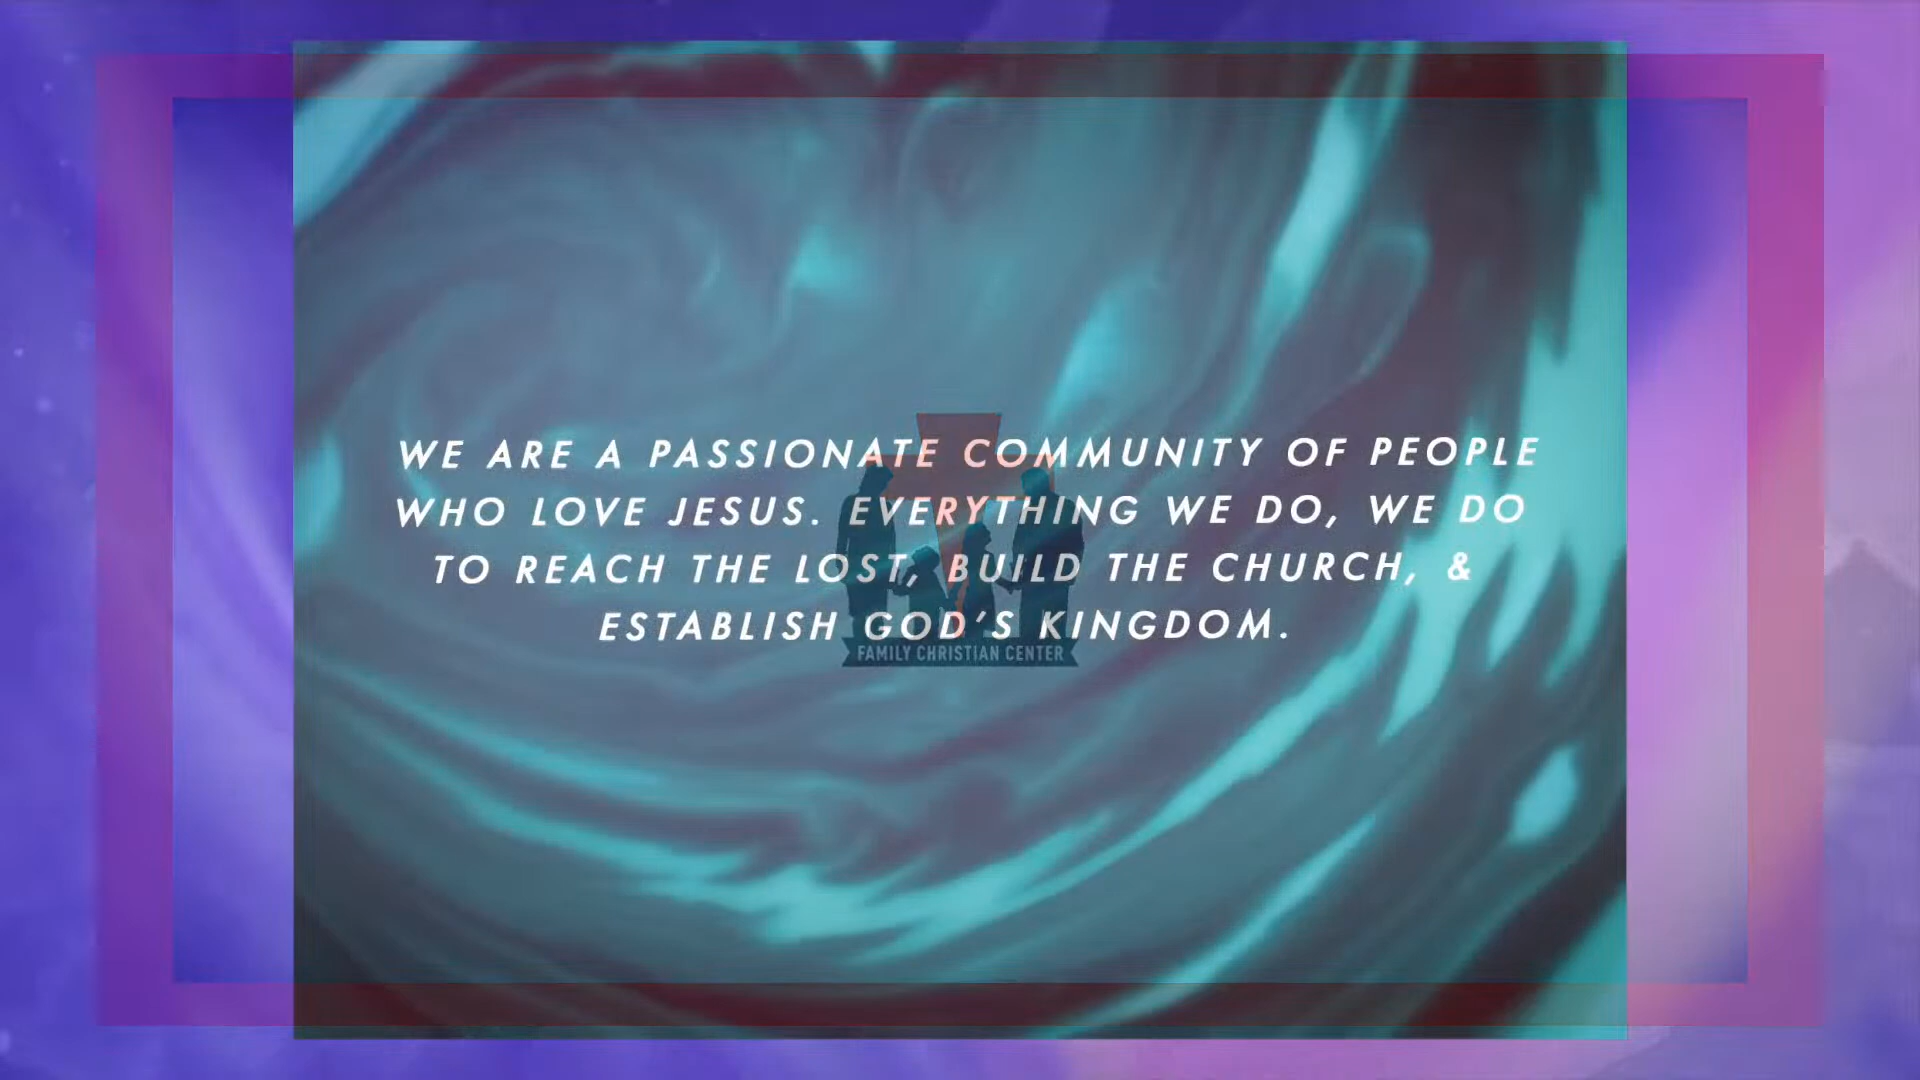 WE ARE A PASSIONATE COMMUNITY OF PEOPLE
WHO LOVE JESUS. EVERYTHING WE DO, WE DO
TO REACH THE LOST, BUILD THE CHURCH, &
ESTABLISH GOD'S KINGDOM.
FAMILY CHRISTIAN CENTER